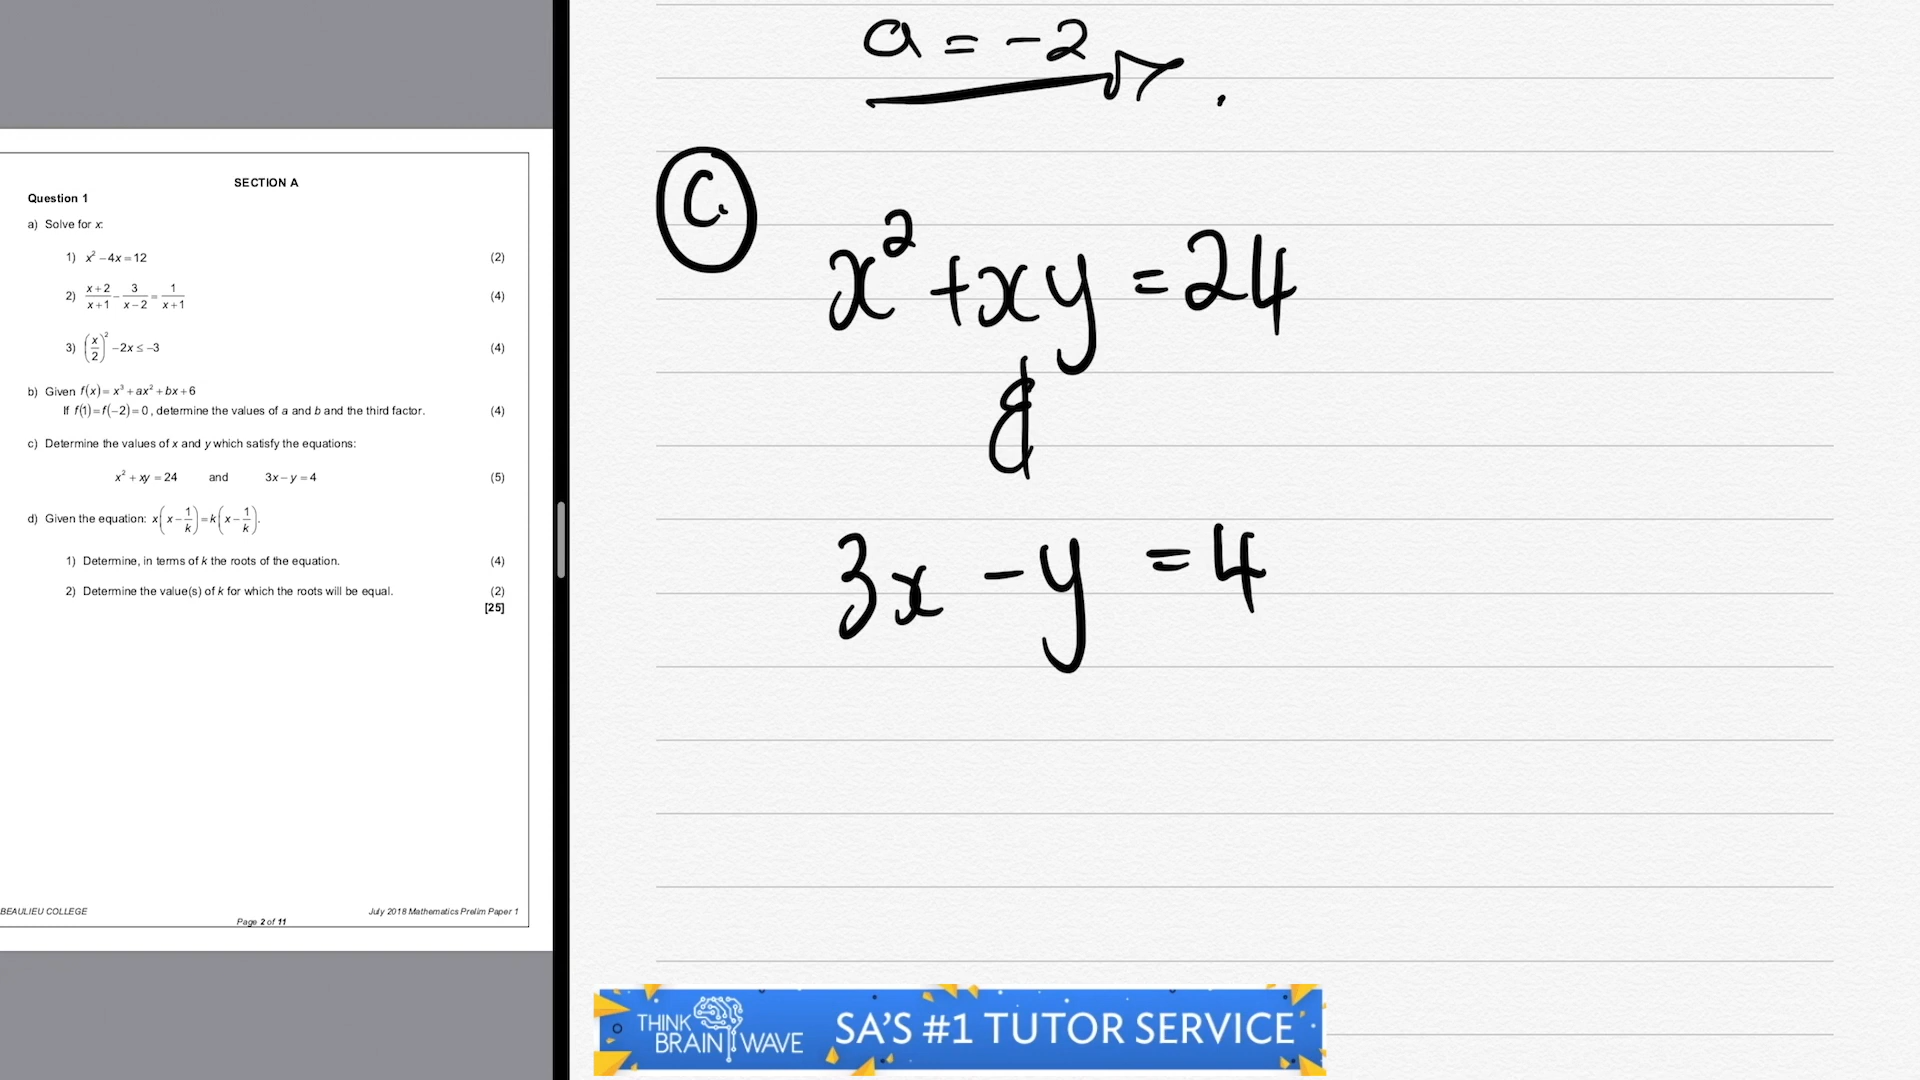 SECTION A
Question 1
a) Solve for x:
1) x² – 4x = 12 (2)
2) x+2/x+1 – 3/x–2 = 1/x+1 (4)
3) (x/2)² – 2x ≤ –3 (4)
b) Given f(x) = x³ + ax² + bx + 6
If f(1) = f(–2) = 0, determine the values of a and b and the third factor. (4)
c) Determine the values of x and y which satisfy the equations:
x² + xy = 24 and 3x – y = 4 (5)
d) Given the equation: x(x – 1/k) = k(x – 1/k).
1) Determine, in terms of k the roots of the equation. (4)
2) Determine the value(s) of k for which the roots will be equal. (2)
[25]
BEAULIEU COLLEGE
July 2018 Mathematics Prelim Paper 1
Page 2 of 11
a = -2
C.
x² + xy = 24
&
3x - y = 4
THINK
BRAINWAVE
SA'S #1 TUTOR SERVICE